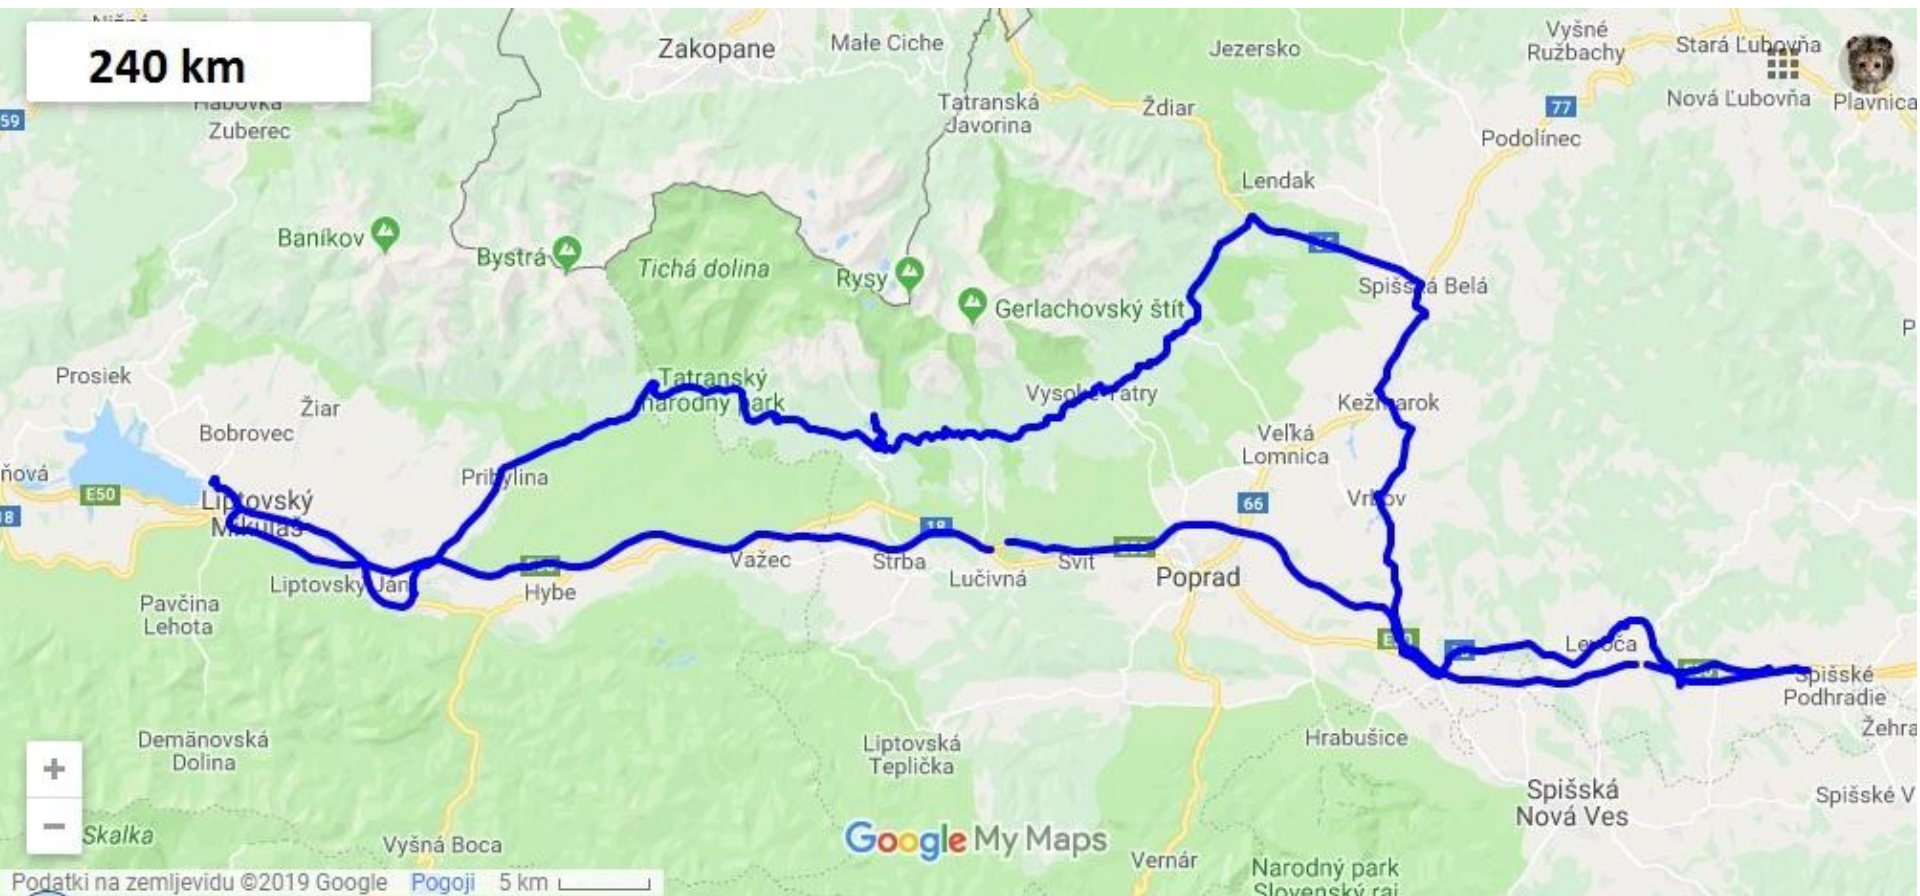 240 km
Zakopane
Małe Ciche
Jezersko
Vyšné
Ružbachy
Stará Ľubovňa
Habovka
Zuberec
Tatranská
Javorina
Ždiar
77
Nová Ľubovňa
Plavnica
59
Podolínec
Lendak
Baníkov
Bystrá
Tichá dolina
Rysy
Gerlachovský štít
Spišská Belá
Prosiek
Žiar
Tatranský
národný park
Vysoké Tatry
Kežmarok
Bobrovec
Veľká
Lomnica
ňová
E50
Liptovský
Mikuláš
Pribylina
66
Vrbov
18
18
Važec
Štrba
Lučivná
Svit
Poprad
Liptovský Ján
Hybe
Pavčina
Lehota
Levoča
Spišské
Podhradie
Žehra
Demänovská
Dolina
Liptovská
Teplička
Hrabušice
Spišská
Nová Ves
Spišské V
+
−
Skalka
Vyšná Boca
Google My Maps
Vernár
Narodný park
Slovenský raj
Podatki na zemljevidu ©2019 Google Pogoji 5 km